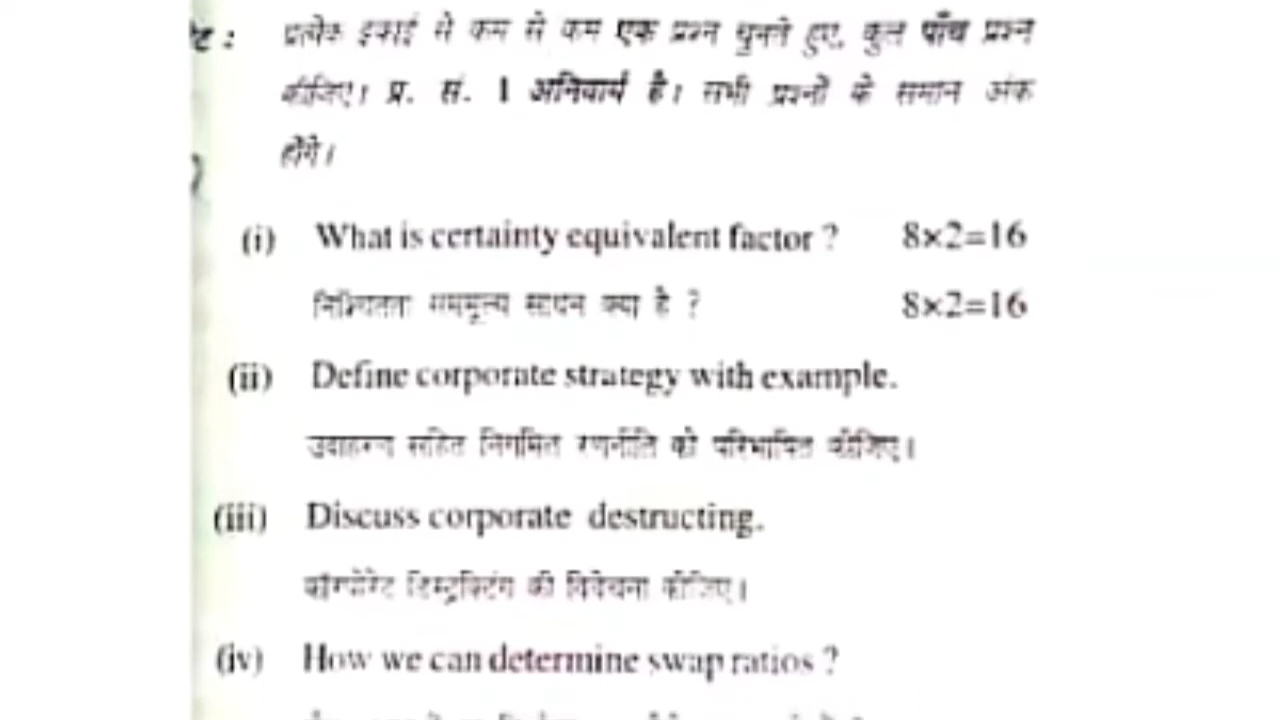 नोट : प्रत्येक इकाई से कम से कम एक प्रश्न चुनते हुए, कुल पाँच प्रश्न
कीजिए। प्र. सं. 1 अनिवार्य है। सभी प्रश्नों के समान अंक
होंगे।
(i) What is certainty equivalent factor ? 8×2=16
निश्चितता सममूल्य साधन क्या है ? 8×2=16
(ii) Define corporate strategy with example.
उदाहरण सहित निगमित रणनीति को परिभाषित कीजिए।
(iii) Discuss corporate destructing.
कॉरपोरेट डिस्ट्रक्टिंग की विवेचना कीजिए।
(iv) How we can determine swap ratios ?